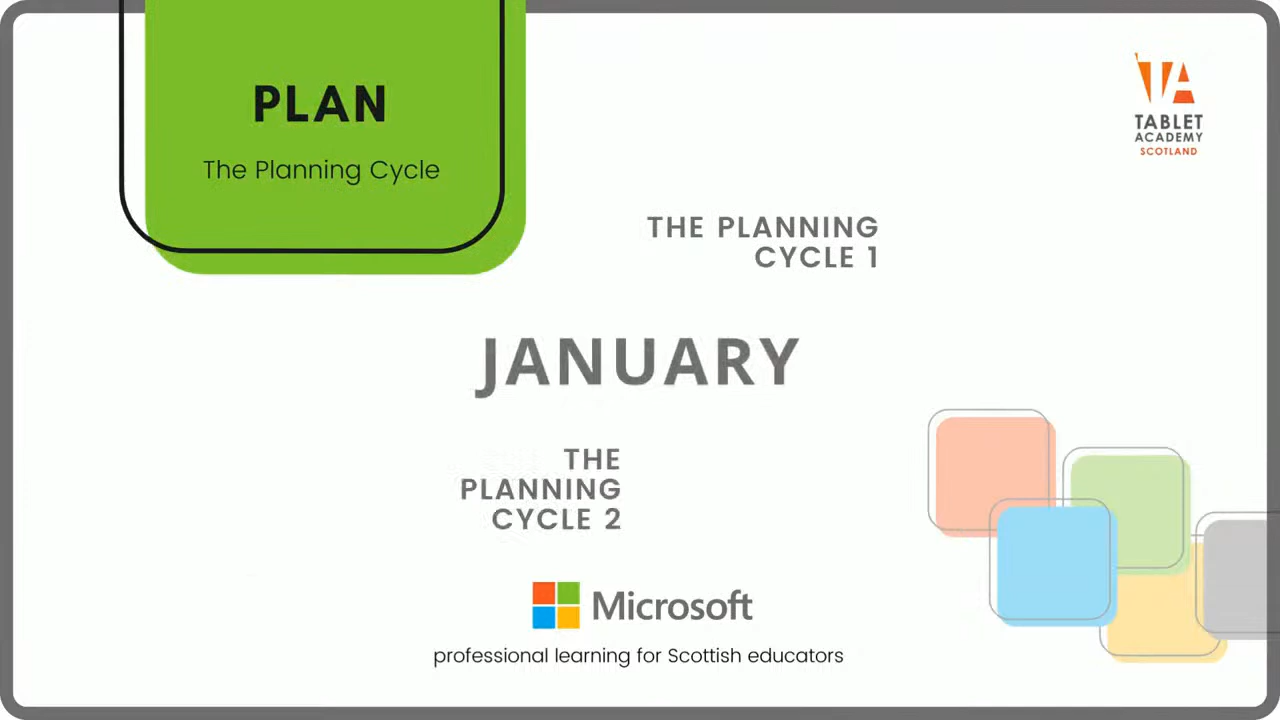 PLAN
The Planning Cycle
TABLET
ACADEMY
SCOTLAND
THE PLANNING
CYCLE 1
JANUARY
THE
PLANNING
CYCLE 2
Microsoft
professional learning for Scottish educators